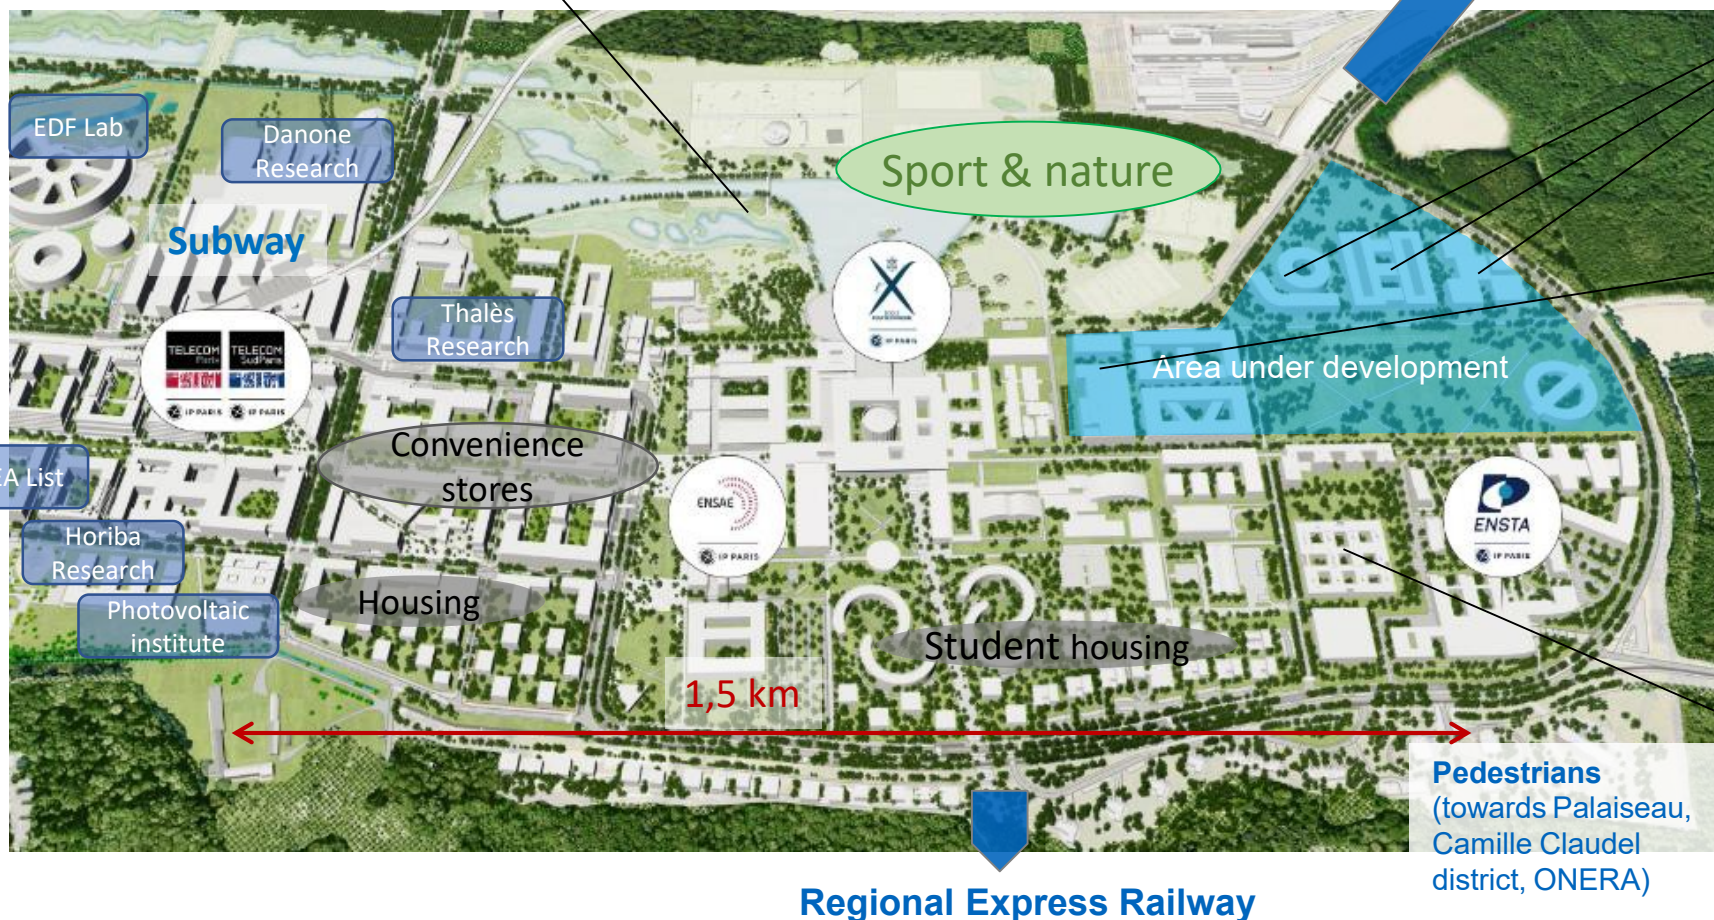 EDF Lab
Danone
Research
Sport & nature
Subway
Thalès
Research
TELECOM
Paris
TELECOM
SudParis
IP PARIS
IP PARIS
IP PARIS
Area under development
Convenience
stores
A List
ENSAE
IP PARIS
ENSTA
IP PARIS
Horiba
Research
Photovoltaic
institute
Housing
Student housing
1,5 km
Pedestrians
(towards Palaiseau,
Camille Claudel
district, ONERA)
Regional Express Railway